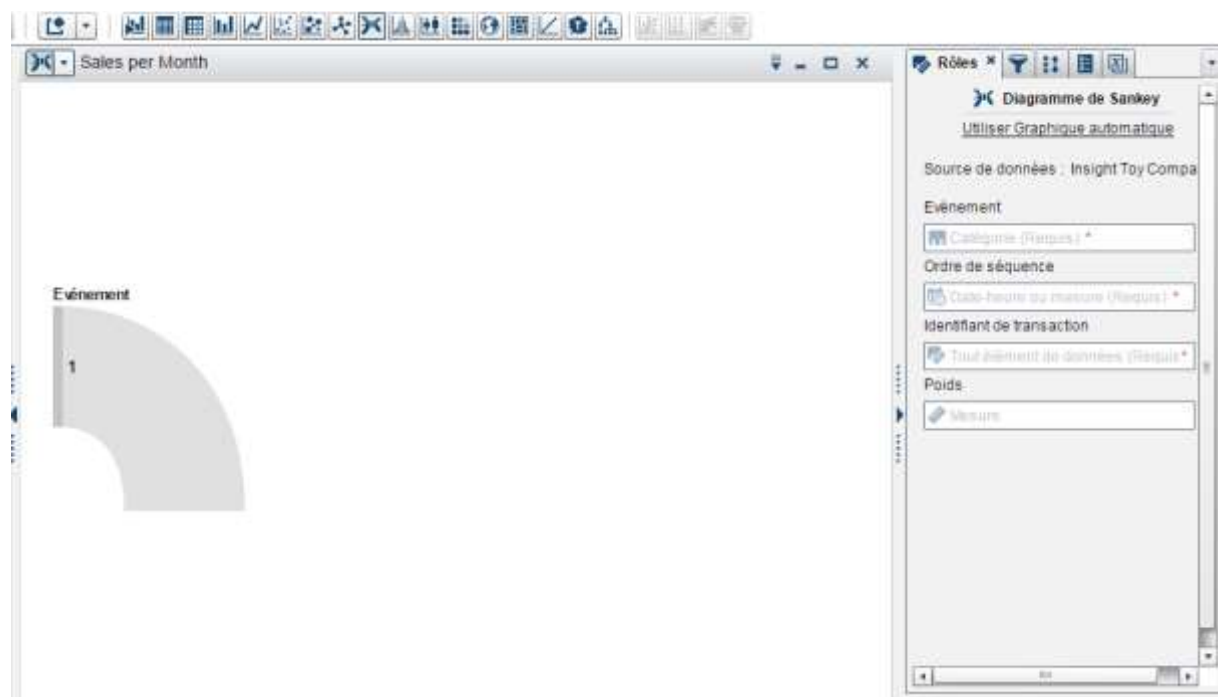 Sales per Month
Evénement
1
Rôles
Diagramme de Sankey
Utiliser Graphique automatique
Source de données : Insight Toy Compa
Evénement
Catégorie (Requis) *
Ordre de séquence
Date-heure ou mesure (Requis) *
Identifiant de transaction
Tout élément de données (Requis *
Poids
Mesure